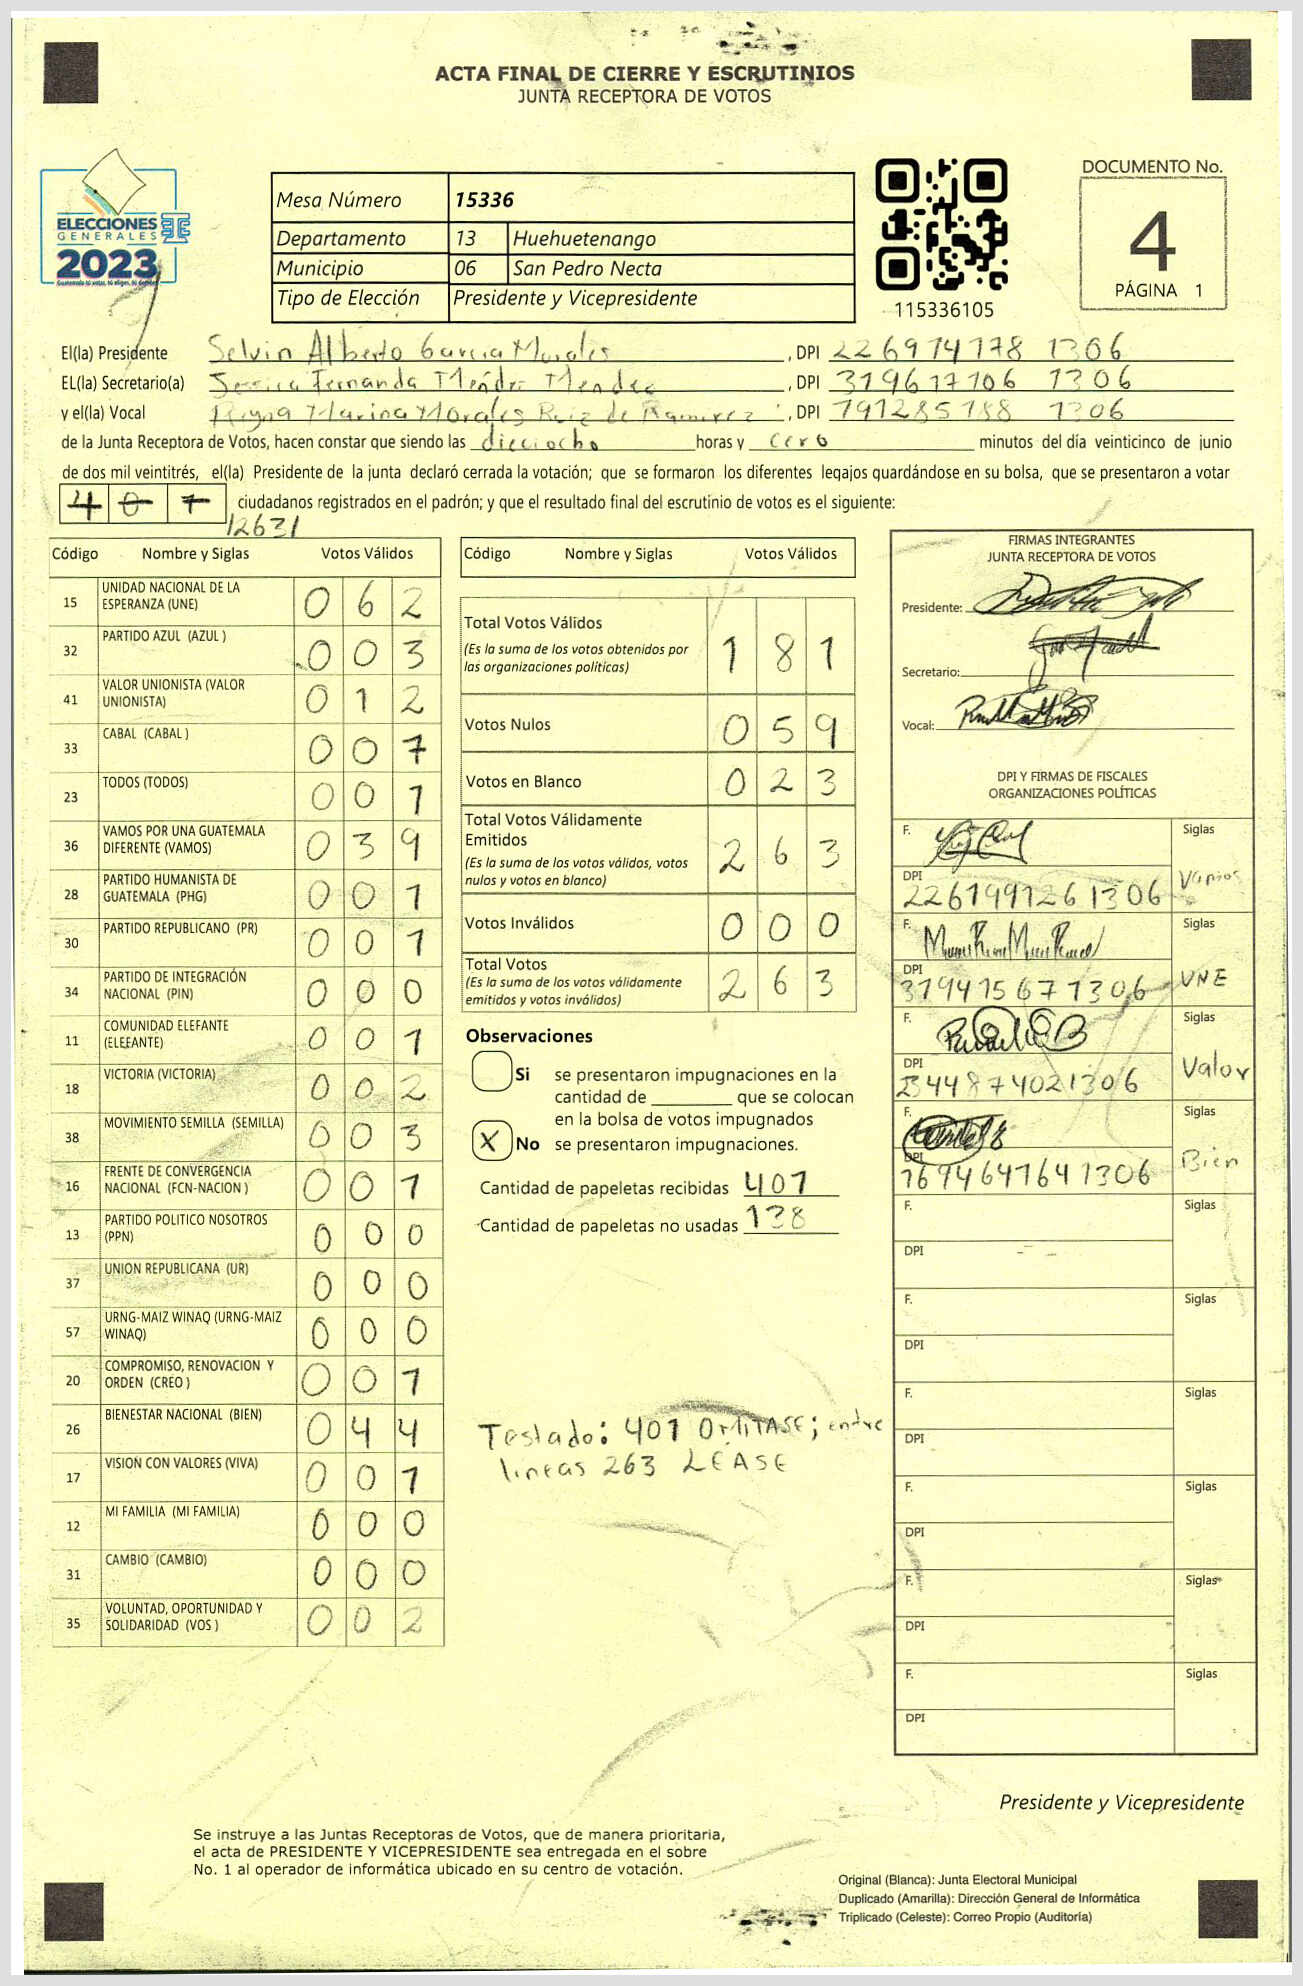 ACTA FINAL DE CIERRE Y ESCRUTINIOS
JUNTA RECEPTORA DE VOTOS
ELECCIONES
GENERALES
2023
Mesa Número 15336
Departamento 13 Huehuetenango
Municipio 06 San Pedro Necta
Tipo de Elección Presidente y Vicepresidente
115336105
DOCUMENTO No.
4
PÁGINA 1
El(la) Presidente Selvin Alberto Garcia Morales, DPI 226974778 1306
EL(la) Secretario(a) Jessica Fernanda Méndez Mendez, DPI 319617706 1306
y el(la) Vocal Reyna Marina Morales Ruiz de Ramirez, DPI 791285788 1306
de la Junta Receptora de Votos, hacen constar que siendo las dieciocho horas y cero minutos del día veinticinco de junio
de dos mil veintitrés, el(la) Presidente de la junta declaró cerrada la votación; que se formaron los diferentes legajos guardándose en su bolsa, que se presentaron a votar
4 0 7 ciudadanos registrados en el padrón; y que el resultado final del escrutinio de votos es el siguiente:
12631
Código Nombre y Siglas Votos Válidos
15 UNIDAD NACIONAL DE LA ESPERANZA (UNE) 0 6 2
32 PARTIDO AZUL (AZUL ) 0 0 3
41 VALOR UNIONISTA (VALOR UNIONISTA) 0 1 2
33 CABAL (CABAL ) 0 0 7
23 TODOS (TODOS) 0 0 1
36 VAMOS POR UNA GUATEMALA DIFERENTE (VAMOS) 0 3 9
28 PARTIDO HUMANISTA DE GUATEMALA (PHG) 0 0 1
30 PARTIDO REPUBLICANO (PR) 0 0 1
34 PARTIDO DE INTEGRACIÓN NACIONAL (PIN) 0 0 0
11 COMUNIDAD ELEFANTE (ELEFANTE) 0 0 1
18 VICTORIA (VICTORIA) 0 0 2
38 MOVIMIENTO SEMILLA (SEMILLA) 0 0 3
16 FRENTE DE CONVERGENCIA NACIONAL (FCN-NACION ) 0 0 1
13 PARTIDO POLITICO NOSOTROS (PPN) 0 0 0
37 UNION REPUBLICANA (UR) 0 0 0
57 URNG-MAIZ WINAQ (URNG-MAIZ WINAQ) 0 0 0
20 COMPROMISO, RENOVACION Y ORDEN (CREO ) 0 0 1
26 BIENESTAR NACIONAL (BIEN) 0 4 4
17 VISION CON VALORES (VIVA) 0 0 1
12 MI FAMILIA (MI FAMILIA) 0 0 0
31 CAMBIO (CAMBIO) 0 0 0
35 VOLUNTAD, OPORTUNIDAD Y SOLIDARIDAD (VOS ) 0 0 2
Código Nombre y Siglas Votos Válidos
Total Votos Válidos 1 8 1
(Es la suma de los votos obtenidos por
las organizaciones políticas)
Votos Nulos 0 5 9
Votos en Blanco 0 2 3
Total Votos Válidamente
Emitidos 2 6 3
(Es la suma de los votos válidos, votos
nulos y votos en blanco)
Votos Inválidos 0 0 0
Total Votos 2 6 3
(Es la suma de los votos válidamente
emitidos y votos inválidos)
Observaciones
Si se presentaron impugnaciones en la
cantidad de ________ que se colocan
en la bolsa de votos impugnados
X No se presentaron impugnaciones.
Cantidad de papeletas recibidas 401
Cantidad de papeletas no usadas 138
Testado: 401 OMITASE; entre
lineas 263 LEASE
FIRMAS INTEGRANTES
JUNTA RECEPTORA DE VOTOS
Presidente:
Secretario:
Vocal:
DPI Y FIRMAS DE FISCALES
ORGANIZACIONES POLÍTICAS
F. Siglas
DPI 226199126 1306 Vamos
F. Siglas
DPI 319415677306 UNE
F. Siglas
DPI 2544874021306 Valor
F. Siglas
DPI 7694647641306 Bien
F. Siglas
DPI
F. Siglas
DPI
F. Siglas
DPI
F. Siglas
DPI
F. Siglas
DPI
F. Siglas
DPI
Presidente y Vicepresidente
Se instruye a las Juntas Receptoras de Votos, que de manera prioritaria,
el acta de PRESIDENTE Y VICEPRESIDENTE sea entregada en el sobre
No. 1 al operador de informática ubicado en su centro de votación.
Original (Blanca): Junta Electoral Municipal
Duplicado (Amarilla): Dirección General de Informática
Triplicado (Celeste): Correo Propio (Auditoría)